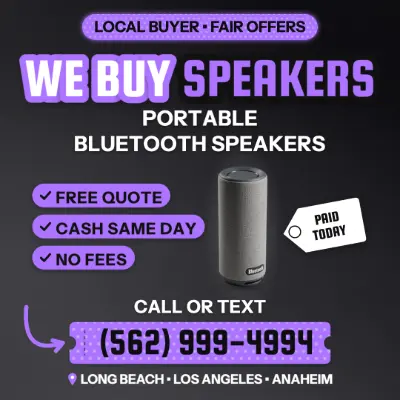 LOCAL BUYER • FAIR OFFERS
WE BUY SPEAKERS
PORTABLE
BLUETOOTH SPEAKERS
✓ FREE QUOTE
✓ CASH SAME DAY
✓ NO FEES
PAID
TODAY
CALL OR TEXT
(562) 999-4994
LONG BEACH • LOS ANGELES • ANAHEIM